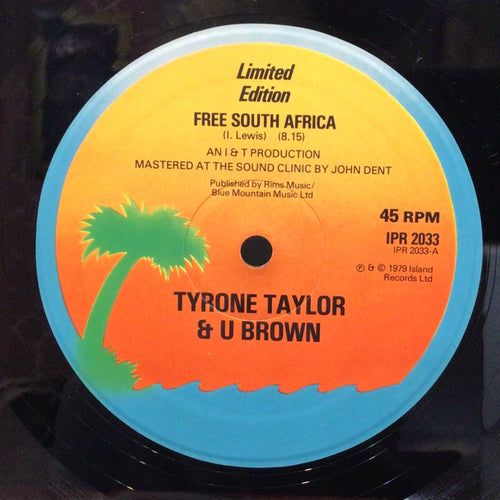 Limited
Edition
FREE SOUTH AFRICA
(I. Lewis) (8.15)
AN I & T PRODUCTION
MASTERED AT THE SOUND CLINIC BY JOHN DENT
Published by Rims Music/
Blue Mountain Music Ltd
45 RPM
IPR 2033
IPR 2033-A
℗ & © 1979 Island
Records Ltd
TYRONE TAYLOR
& U BROWN